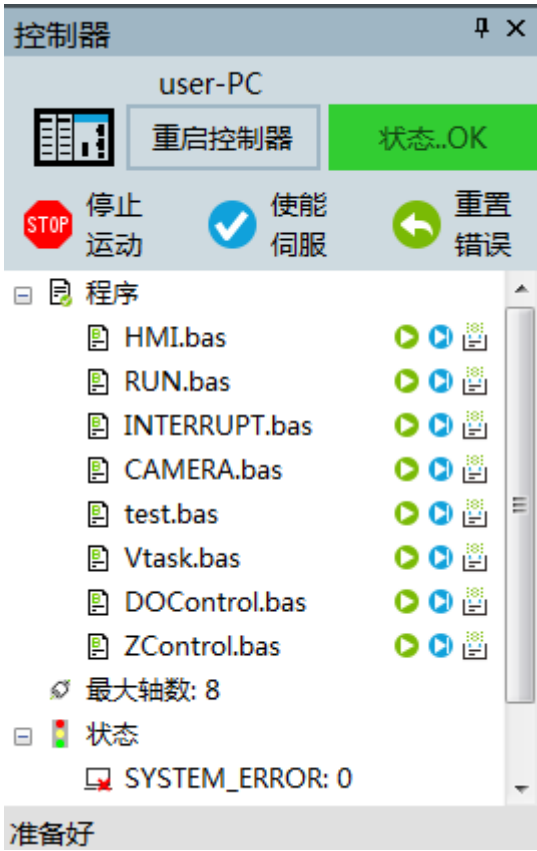 控制器
user-PC
重启控制器
状态..OK
STOP
停止
运动
使能
伺服
重置
错误
程序
HMI.bas
RUN.bas
INTERRUPT.bas
CAMERA.bas
test.bas
Vtask.bas
DOControl.bas
ZControl.bas
最大轴数: 8
状态
SYSTEM_ERROR: 0
准备好